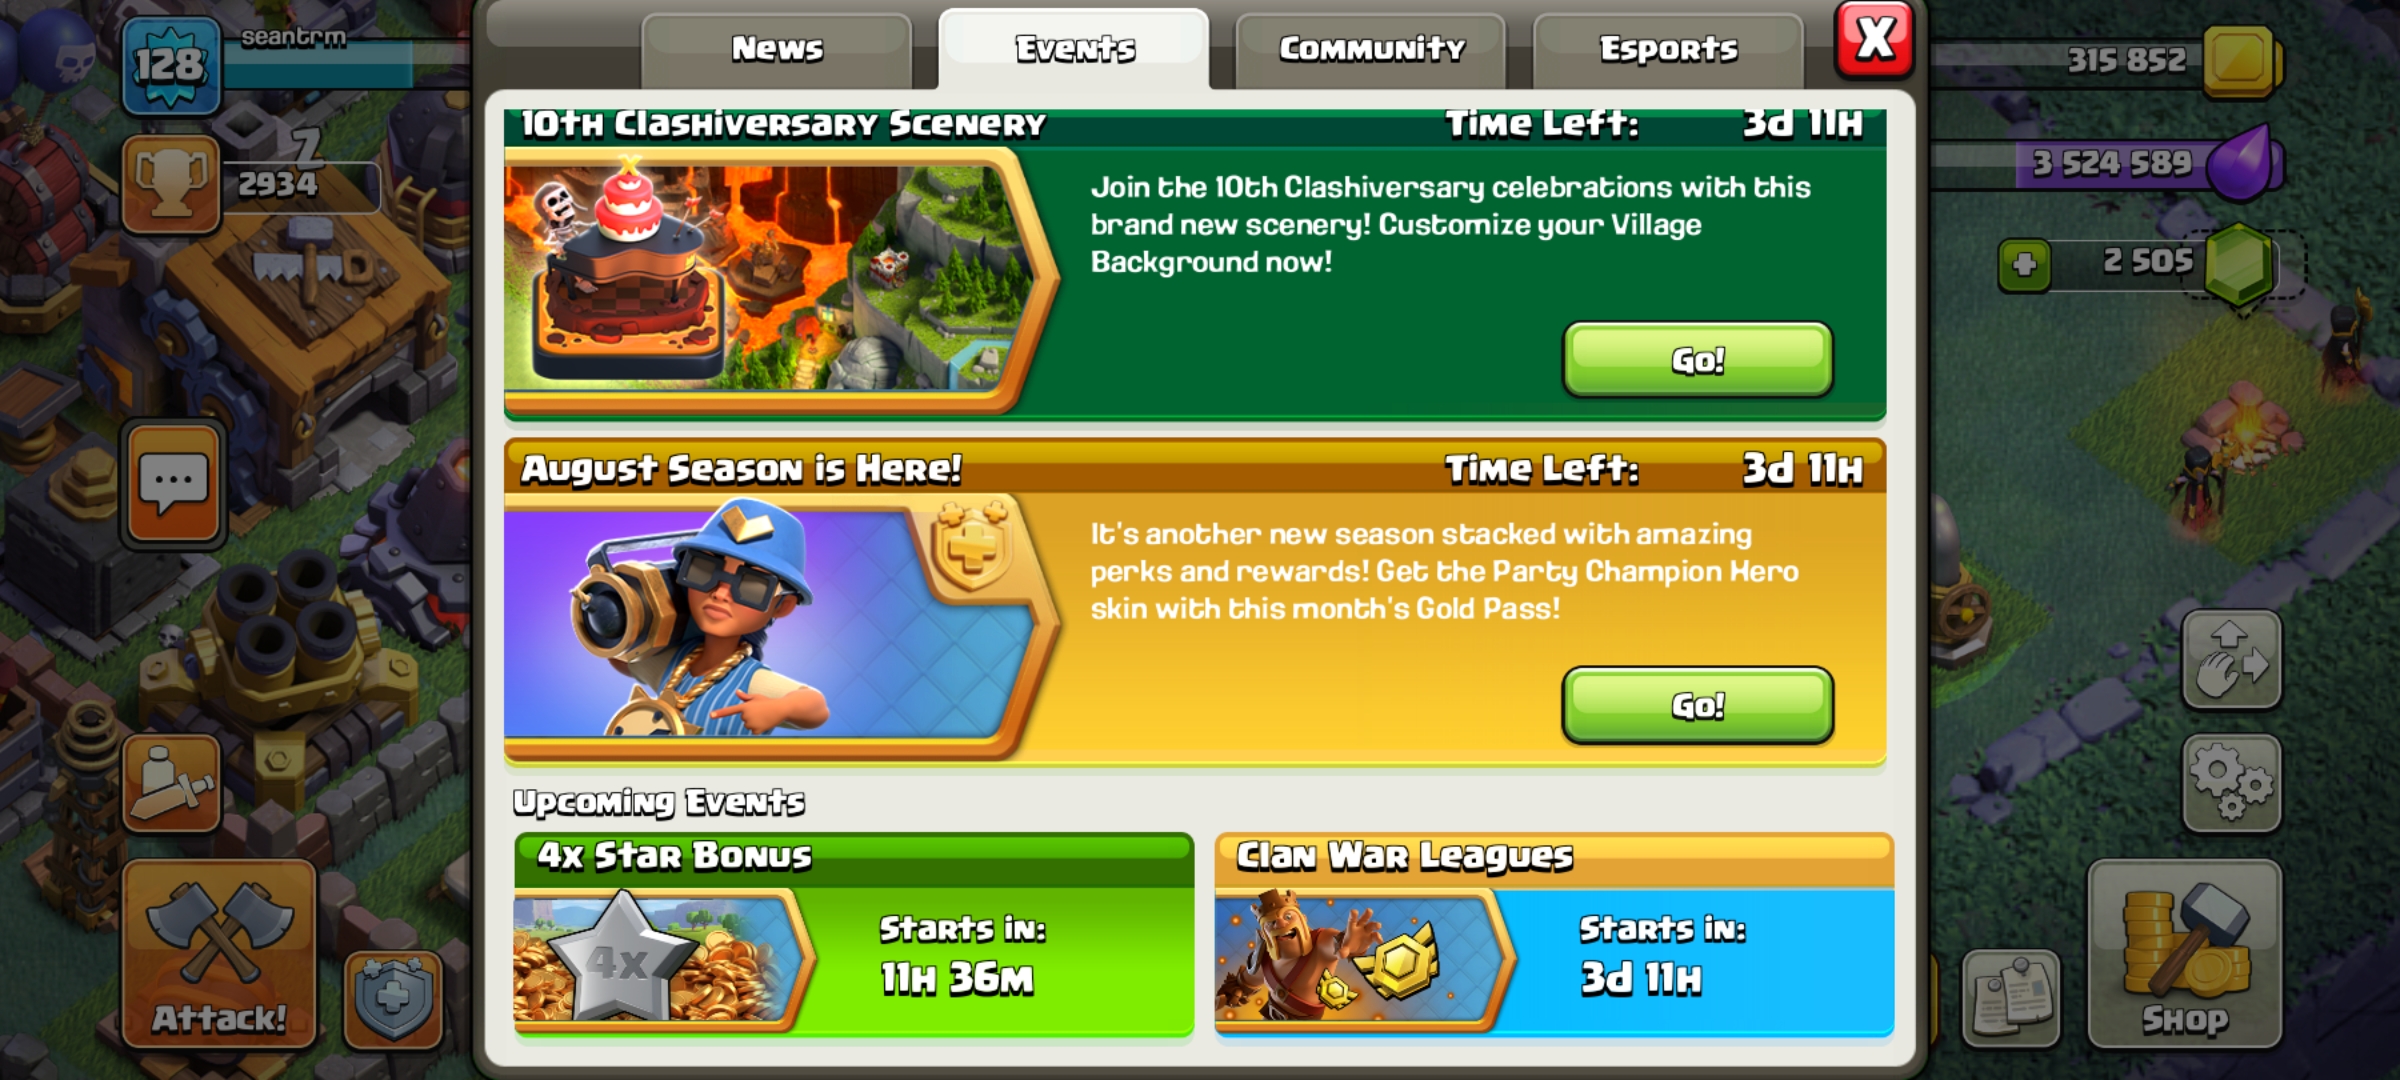 128
seantrm
News
Events
Community
Esports
X
315 852
2934
3 524 589
2 505
10th Clashiversary Scenery
Time Left:
3d 11H
Join the 10th Clashiversary celebrations with this
brand new scenery! Customize your Village
Background now!
Go!
August Season is Here!
Time Left:
3d 11H
It's another new season stacked with amazing
perks and rewards! Get the Party Champion Hero
skin with this month's Gold Pass!
Go!
Upcoming Events
4x Star Bonus
4x
Starts in:
11H 36M
Clan War Leagues
Starts in:
3d 11H
Attack!
Shop